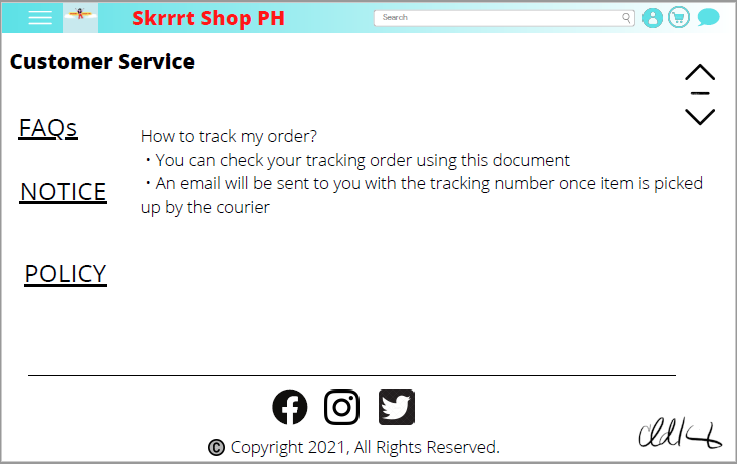 Skrrrt Shop PH
Search
Customer Service
FAQs
NOTICE
POLICY
How to track my order?
• You can check your tracking order using this document
• An email will be sent to you with the tracking number once item is picked
up by the courier
© Copyright 2021, All Rights Reserved.